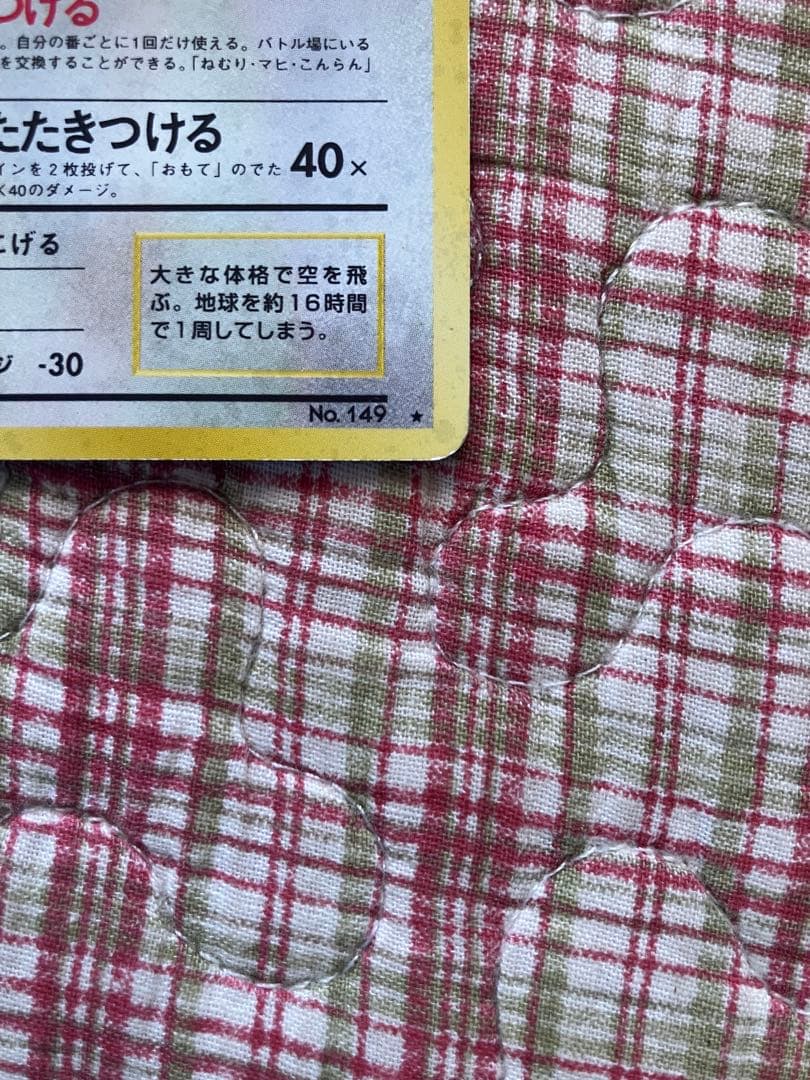 つける
。自分の番ごとに1回だけ使える。バトル場にいる
を交換することができる。「ねむり・マヒ・こんらん」
たたきつける
インを2枚投げて、「おもて」のでた 40×
×40のダメージ。
にげる
大きな体格で空を飛
ぶ。地球を約16時間
で1周してしまう。
ジ -30
No. 149 ★